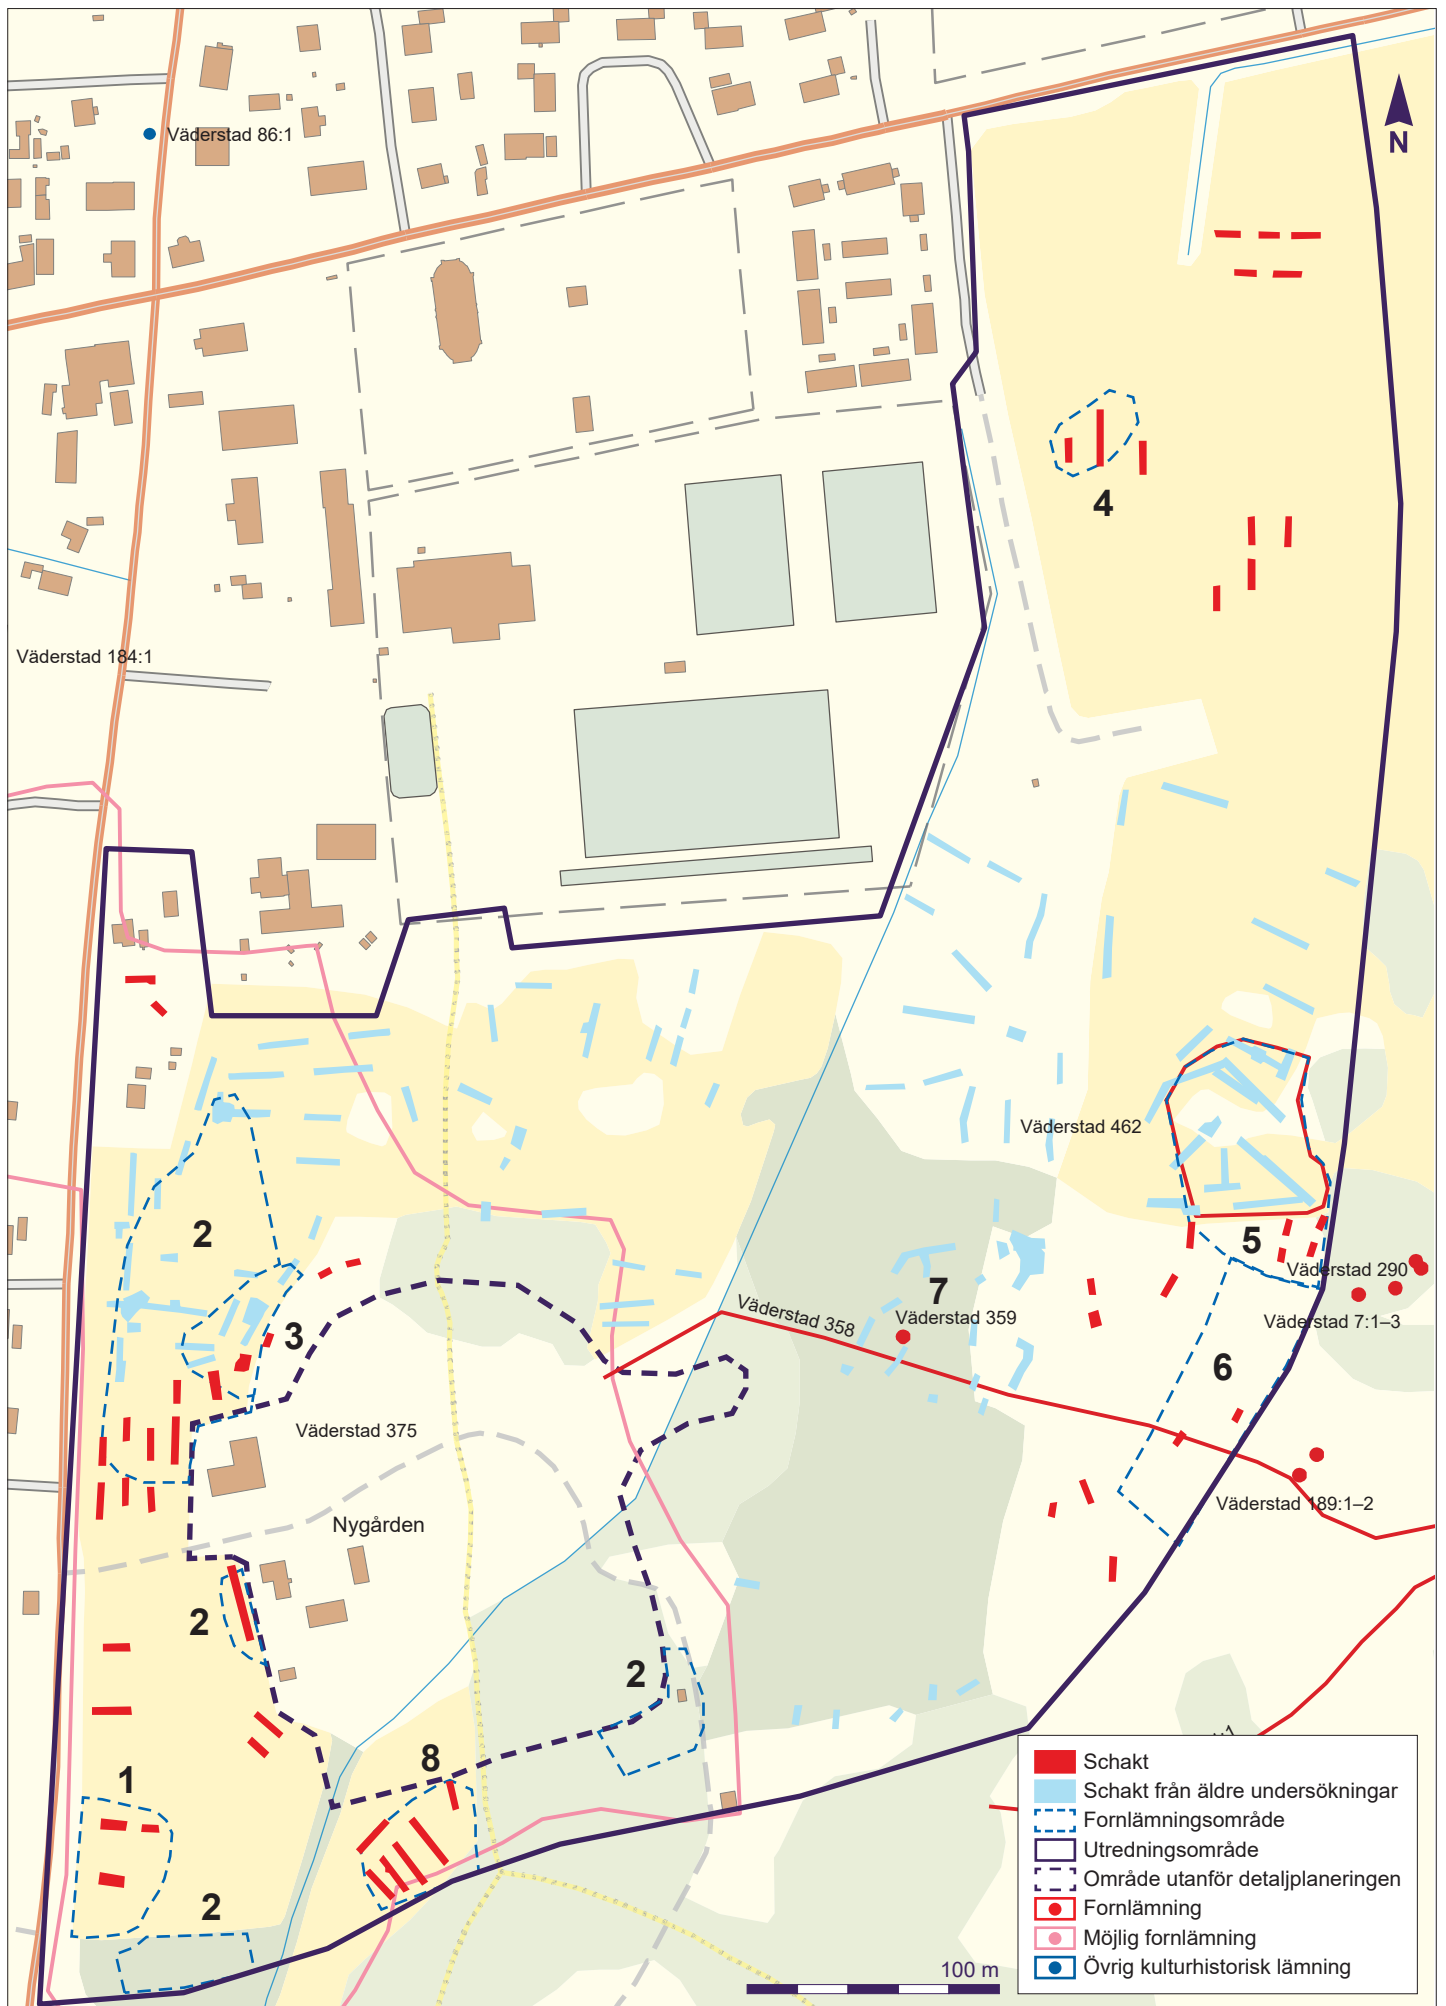 Väderstad 86:1
N
4
Väderstad 184:1
Väderstad 462
2
5
Väderstad 290
7
Väderstad 358
Väderstad 359
Väderstad 7:1–3
3
6
Väderstad 375
Väderstad 189:1–2
Nygården
2
2
8
1
2
Schakt
Schakt från äldre undersökningar
Fornlämningsområde
Utredningsområde
Område utanför detaljplaneringen
Fornlämning
Möjlig fornlämning
Övrig kulturhistorisk lämning
100 m